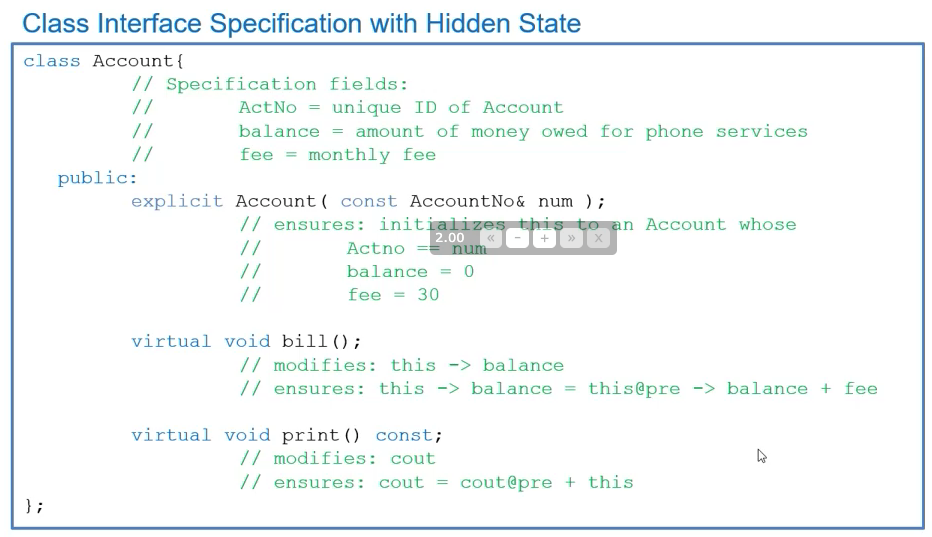 Class Interface Specification with Hidden State
class Account{
// Specification fields:
// ActNo = unique ID of Account
// balance = amount of money owed for phone services
// fee = monthly fee
public:
explicit Account( const AccountNo& num );
// ensures: initializes this to an Account whose
2.00 « - + » x
// Actno == num
// balance = 0
// fee = 30
virtual void bill();
// modifies: this -> balance
// ensures: this -> balance = this@pre -> balance + fee
virtual void print() const;
// modifies: cout
// ensures: cout = cout@pre + this
};